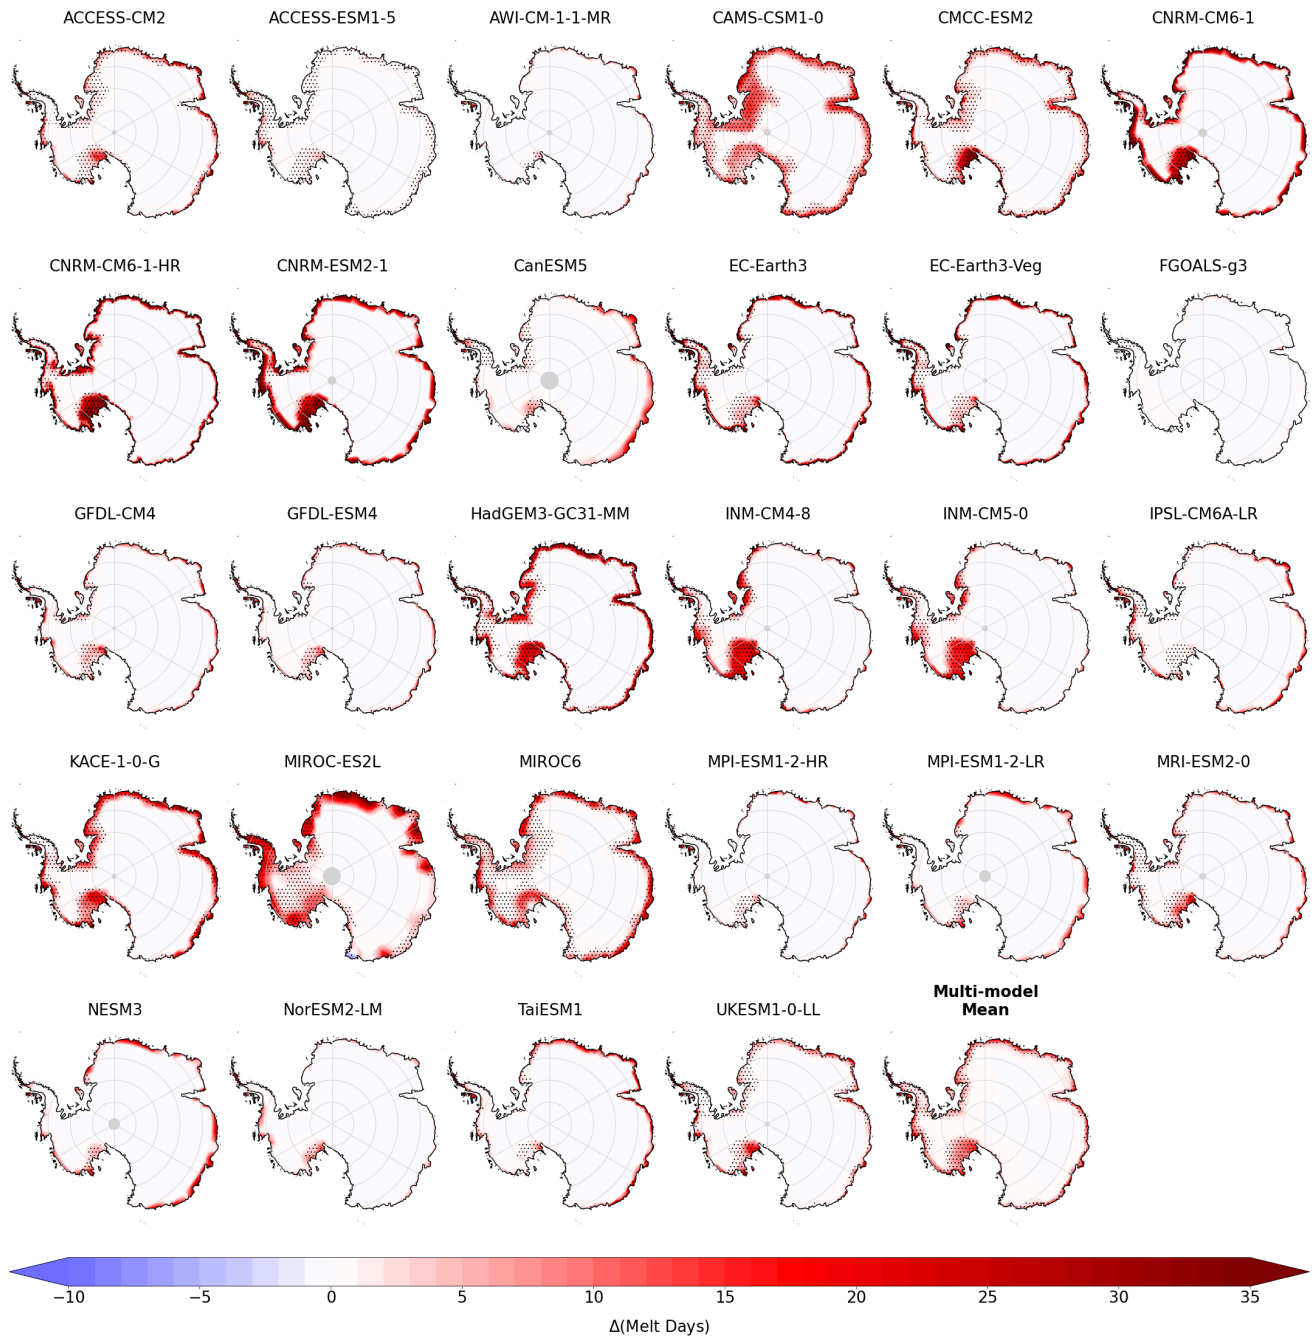 ACCESS-CM2
ACCESS-ESM1-5
AWI-CM-1-1-MR
CAMS-CSM1-0
CMCC-ESM2
CNRM-CM6-1
CNRM-CM6-1-HR
CNRM-ESM2-1
CanESM5
EC-Earth3
EC-Earth3-Veg
FGOALS-g3
GFDL-CM4
GFDL-ESM4
HadGEM3-GC31-MM
INM-CM4-8
INM-CM5-0
IPSL-CM6A-LR
KACE-1-0-G
MIROC-ES2L
MIROC6
MPI-ESM1-2-HR
MPI-ESM1-2-LR
MRI-ESM2-0
NESM3
NorESM2-LM
TaiESM1
UKESM1-0-LL
Multi-model
Mean
−10 −5 0 5 10 15 20 25 30 35
Δ(Melt Days)